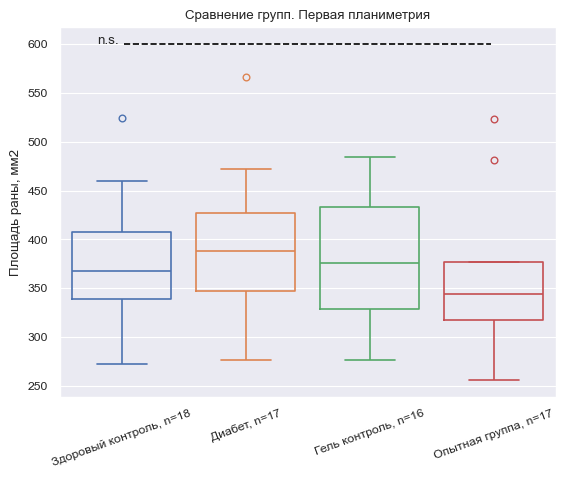 Сравнение групп. Первая планиметрия
n.s.
Площадь раны, мм2
600
550
500
450
400
350
300
250
Здоровый контроль, n=18
Диабет, n=17
Гель контроль, n=16
Опытная группа, n=17